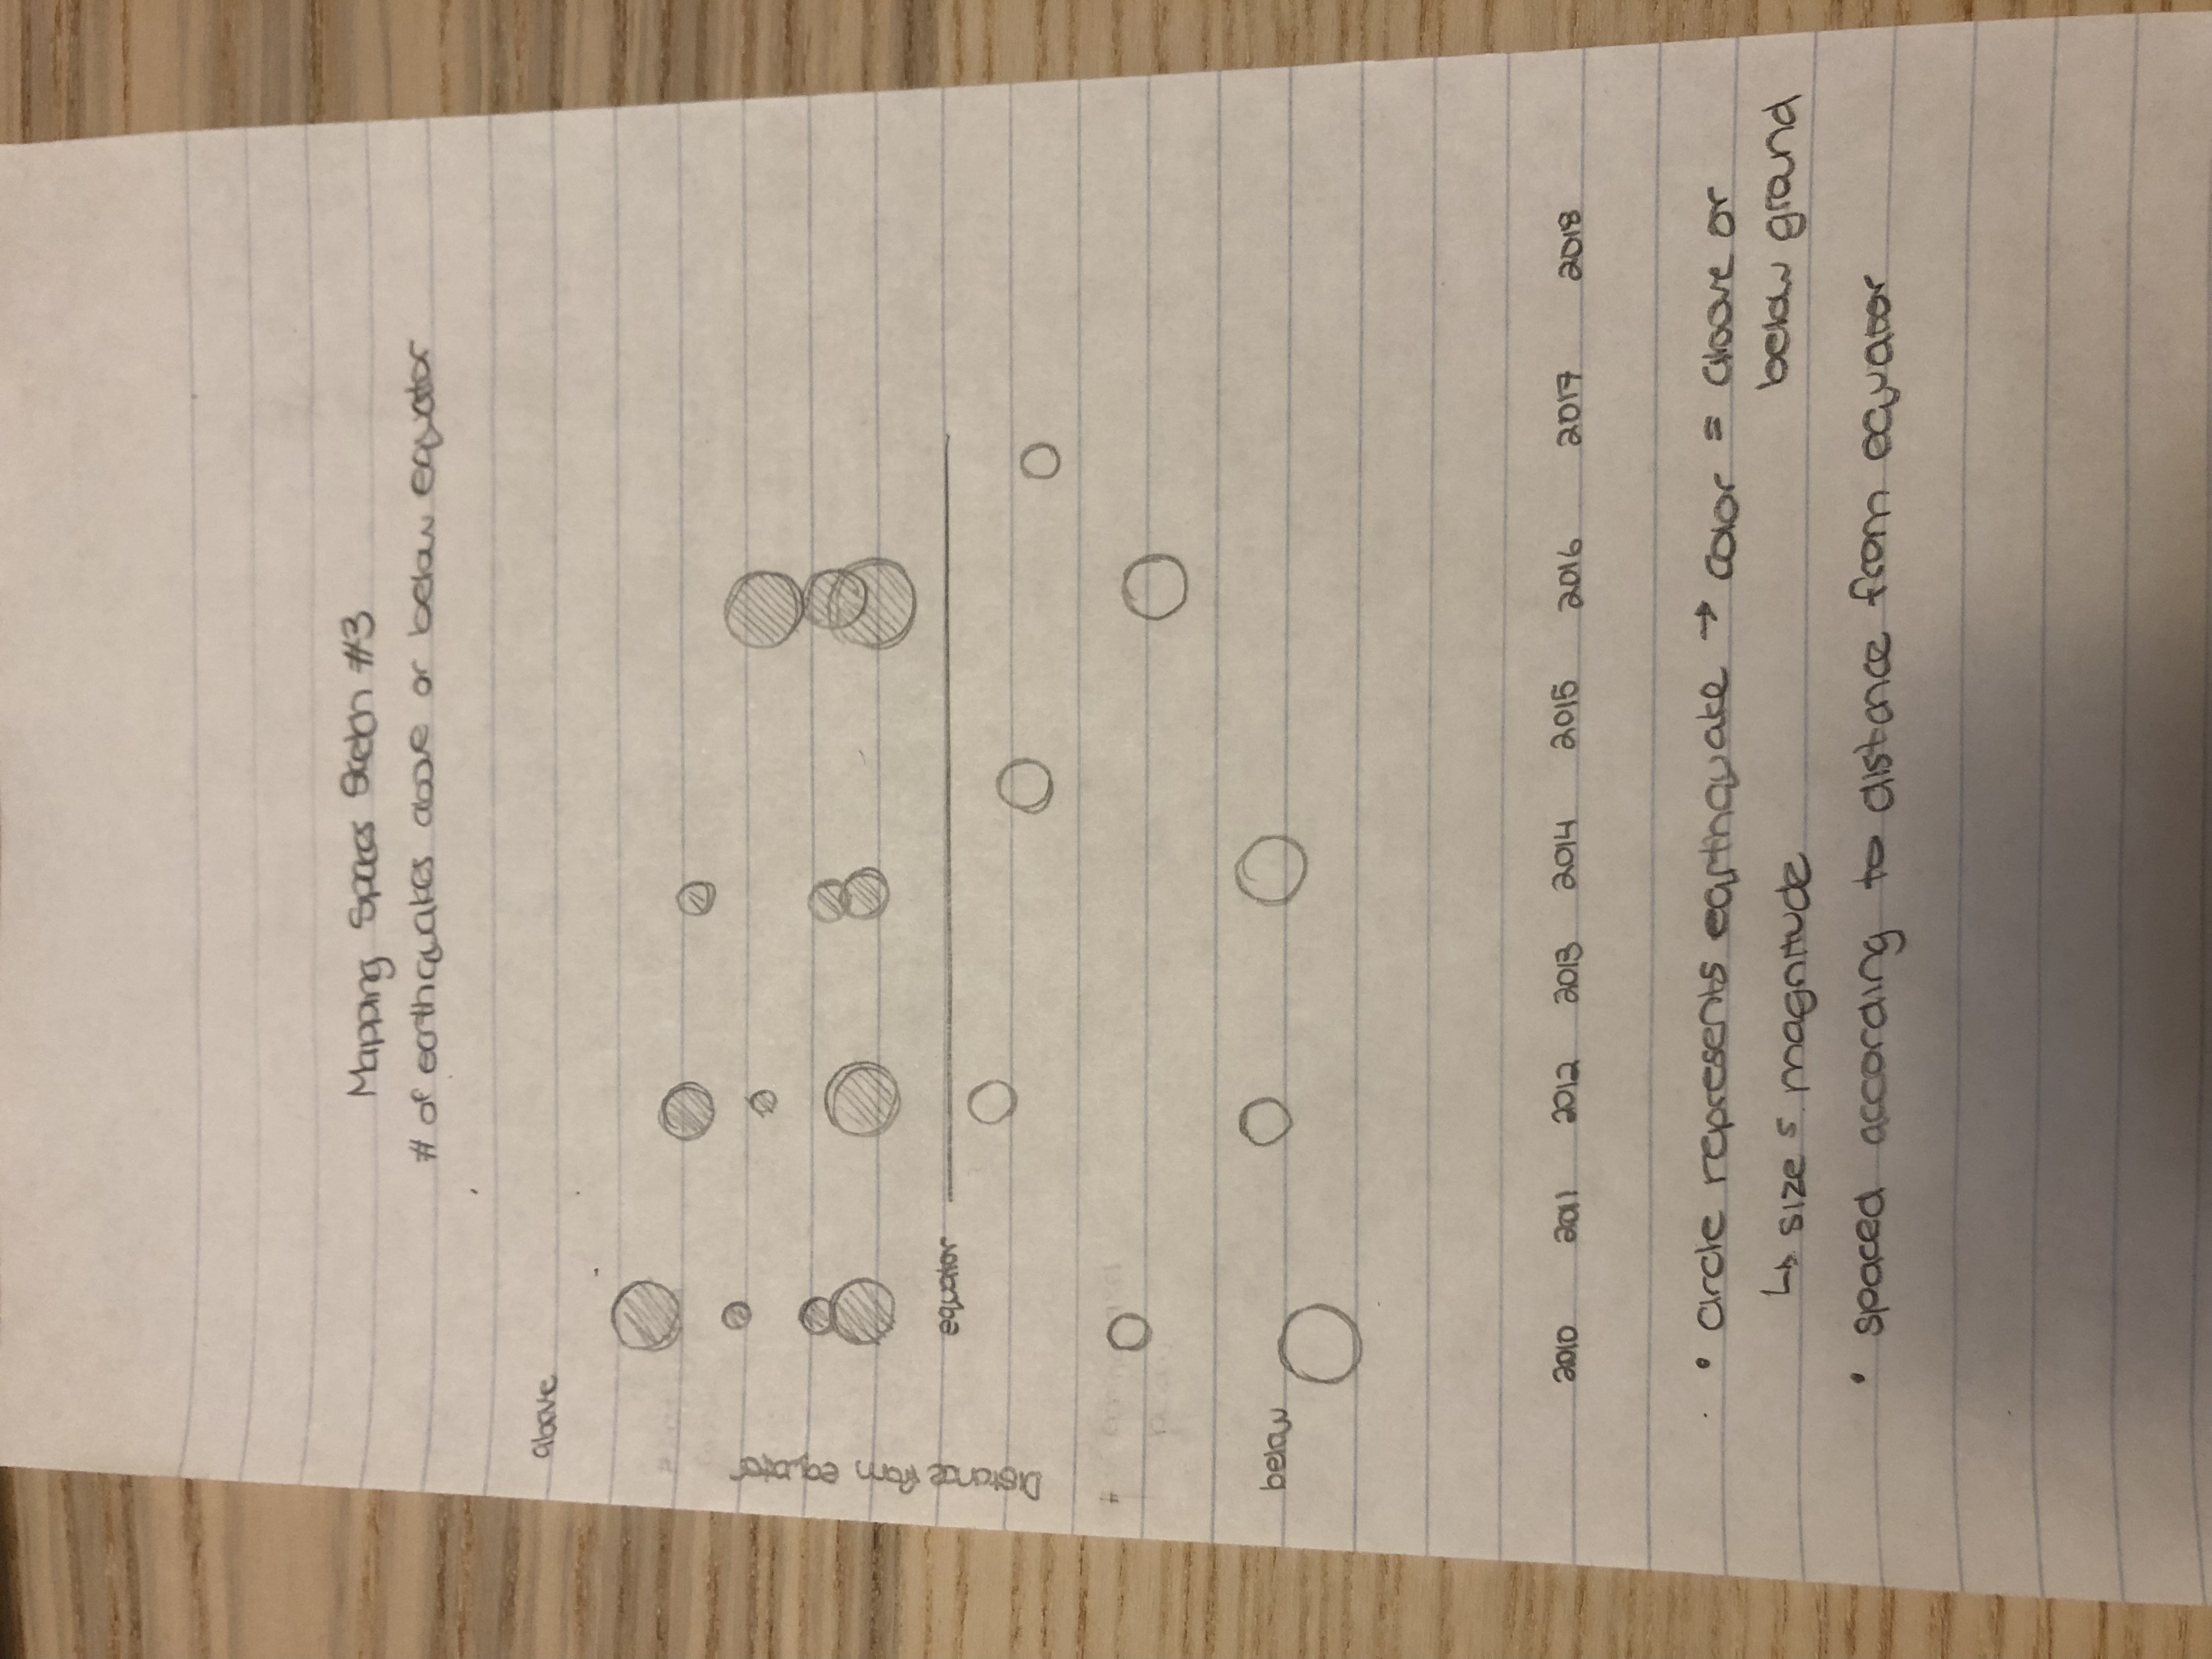 Mapping Spaces Sketch #3
# of earthquakes above or below equator
above
Distance from equator
equator
below
2010 2011 2012 2013 2014 2015 2016 2017 2018
• circle represents earthquake → color = above or
below ground
↳ size = magnitude
• spaced according to distance from equator